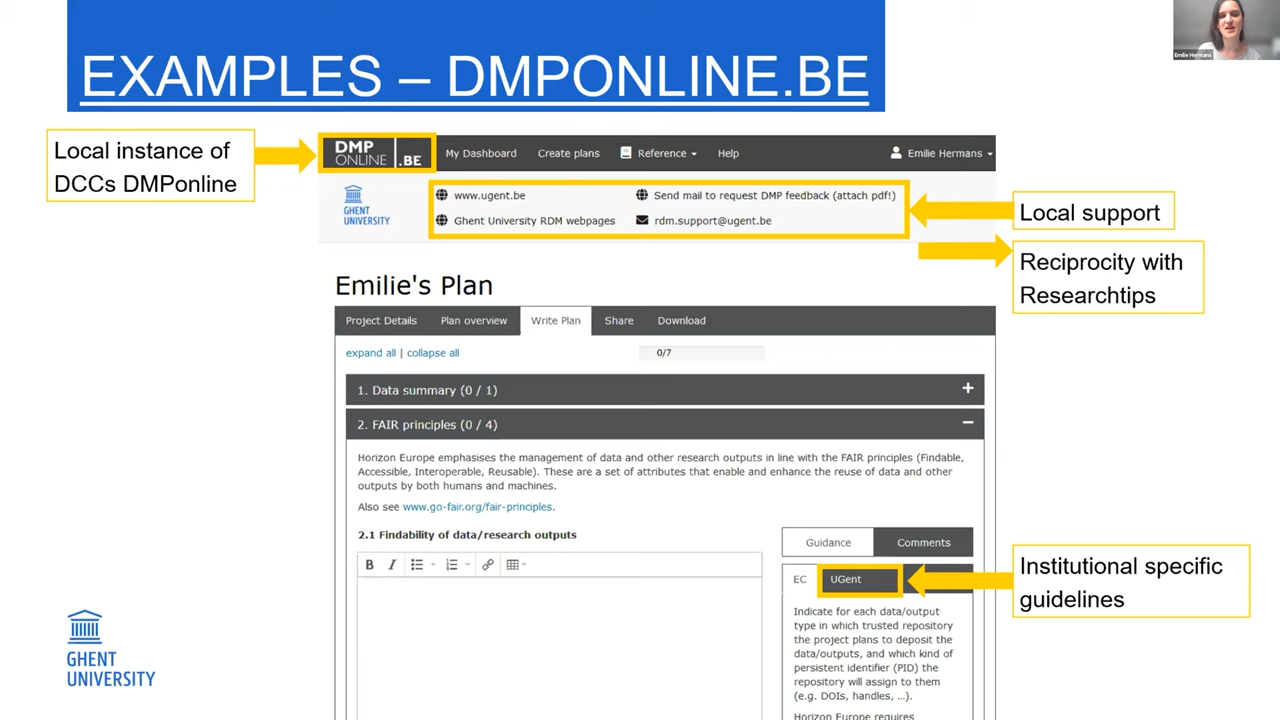 EXAMPLES – DMPONLINE.BE
Emilie Hermans
Local instance of
DCCs DMPonline
DMP
ONLINE
.BE
My Dashboard
Create plans
Reference
Help
Emilie Hermans
GHENT
UNIVERSITY
www.ugent.be
Send mail to request DMP feedback (attach pdf!)
Ghent University RDM webpages
rdm.support@ugent.be
Local support
Reciprocity with
Researchtips
Emilie's Plan
Project Details
Plan overview
Write Plan
Share
Download
expand all | collapse all
0/7
1. Data summary (0 / 1)
2. FAIR principles (0 / 4)
Horizon Europe emphasises the management of data and other research outputs in line with the FAIR principles (Findable,
Accessible, Interoperable, Reusable). These are a set of attributes that enable and enhance the reuse of data and other
outputs by both humans and machines.
Also see www.go-fair.org/fair-principles.
2.1 Findability of data/research outputs
B I
Guidance
Comments
EC
UGent
Institutional specific
guidelines
Indicate for each data/output
type in which trusted repository
the project plans to deposit the
data/outputs, and which kind of
persistent identifier (PID) the
repository will assign to them
(e.g. DOIs, handles, …).
Horizon Europe requires
GHENT
UNIVERSITY